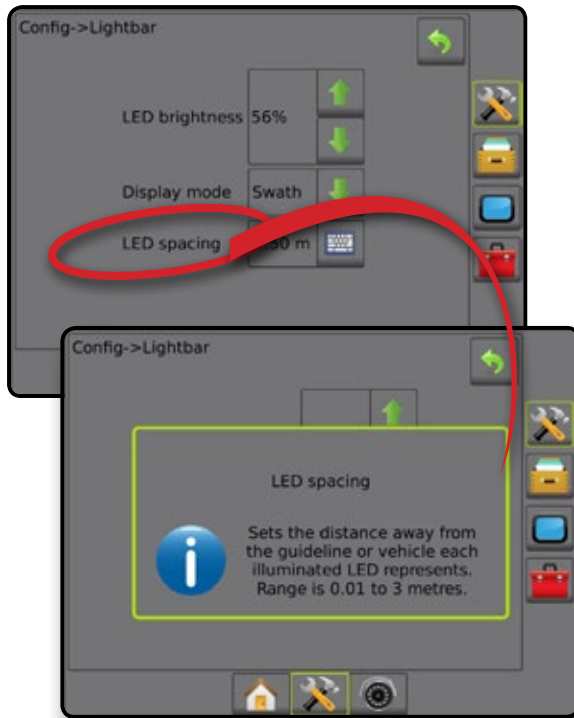 Config->Lightbar
LED brightness 56%
Display mode Swath
LED spacing 50 m
Config->Lightbar
LED spacing
Sets the distance away from
the guideline or vehicle each
illuminated LED represents.
Range is 0.01 to 3 metres.